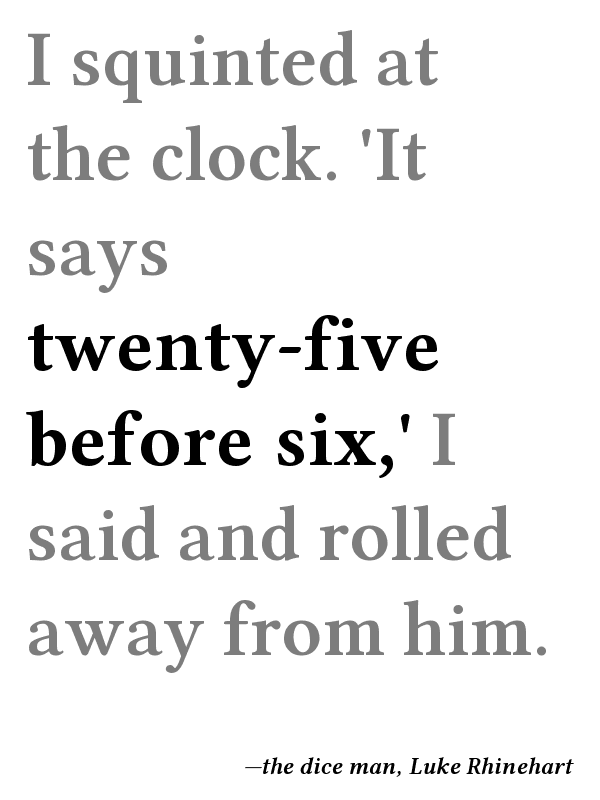 I squinted at
the clock. 'It
says
twenty-five
before six,' I
said and rolled
away from him.
—the dice man, Luke Rhinehart